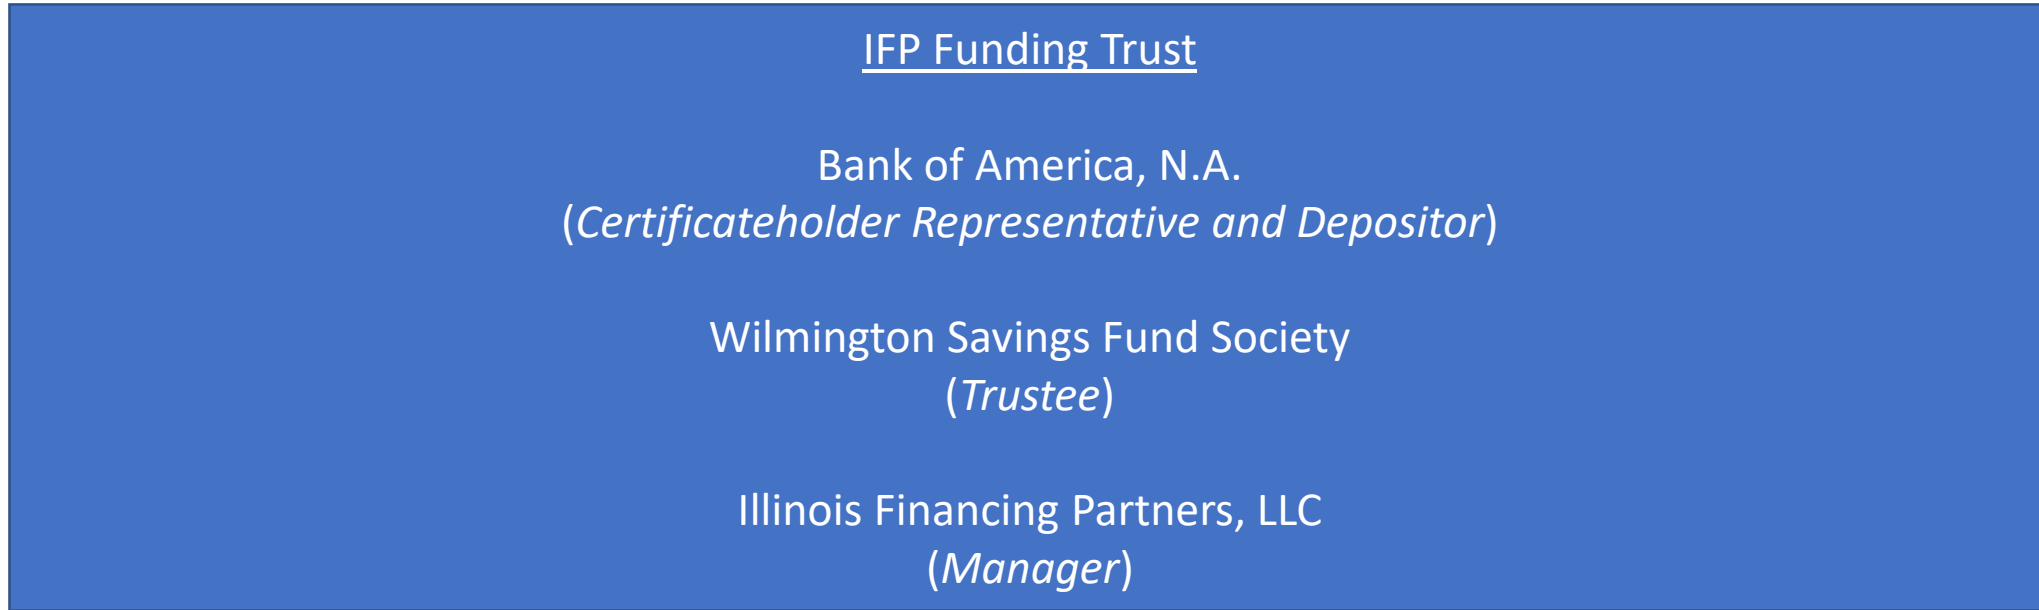 IFP Funding Trust
Bank of America, N.A.
(Certificateholder Representative and Depositor)
Wilmington Savings Fund Society
(Trustee)
Illinois Financing Partners, LLC
(Manager)